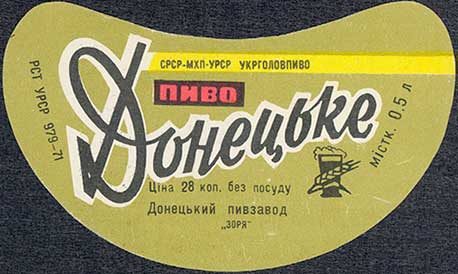 РСТ УРСР 979-71
СРСР-МХП-УРСР УКРГОЛОВПИВО
ПИВО
Донецьке
містк. 0,5 л
Ціна 28 коп. без посуду
Донецький пивзавод
„ЗОРЯ"